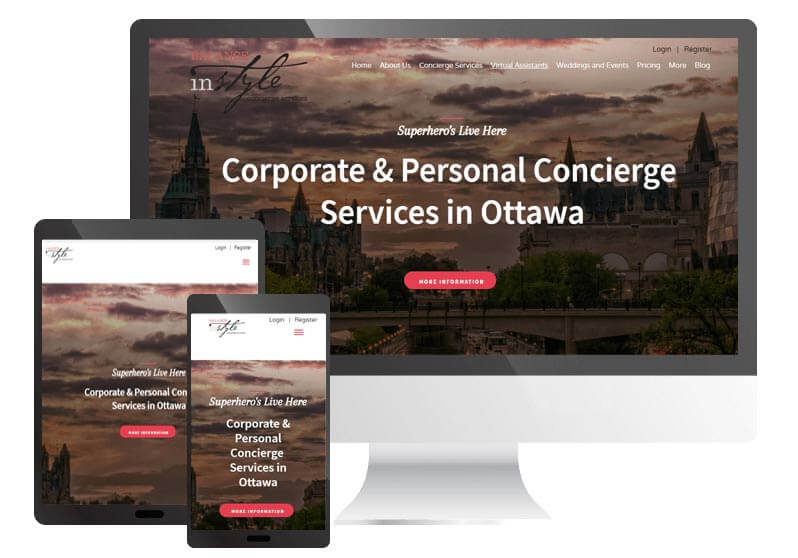 Login | Register
in style
Home About Us Concierge Services Virtual Assistants Weddings and Events Pricing More Blog
Superhero's Live Here
Corporate & Personal Concierge
Services in Ottawa
MORE INFORMATION
Login | Register
style
Superhero's Live Here
Corporate & Personal Con
Services in Ottawa
MORE INFORMATION
Login | Register
style
Superhero's Live Here
Corporate &
Personal
Concierge
Services in
Ottawa
MORE INFORMATION